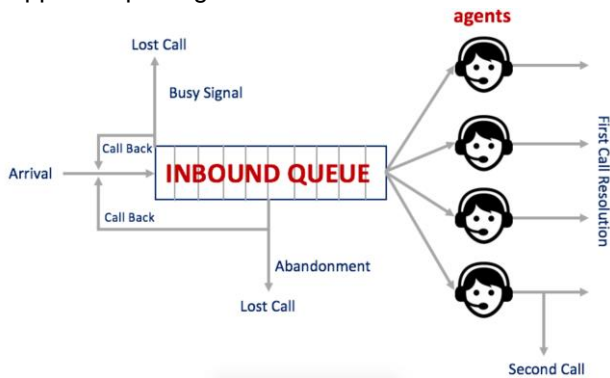 agents
Lost Call
Busy Signal
Call Back
Arrival
INBOUND QUEUE
Call Back
Abandonment
Lost Call
First Call Resolution
Second Call